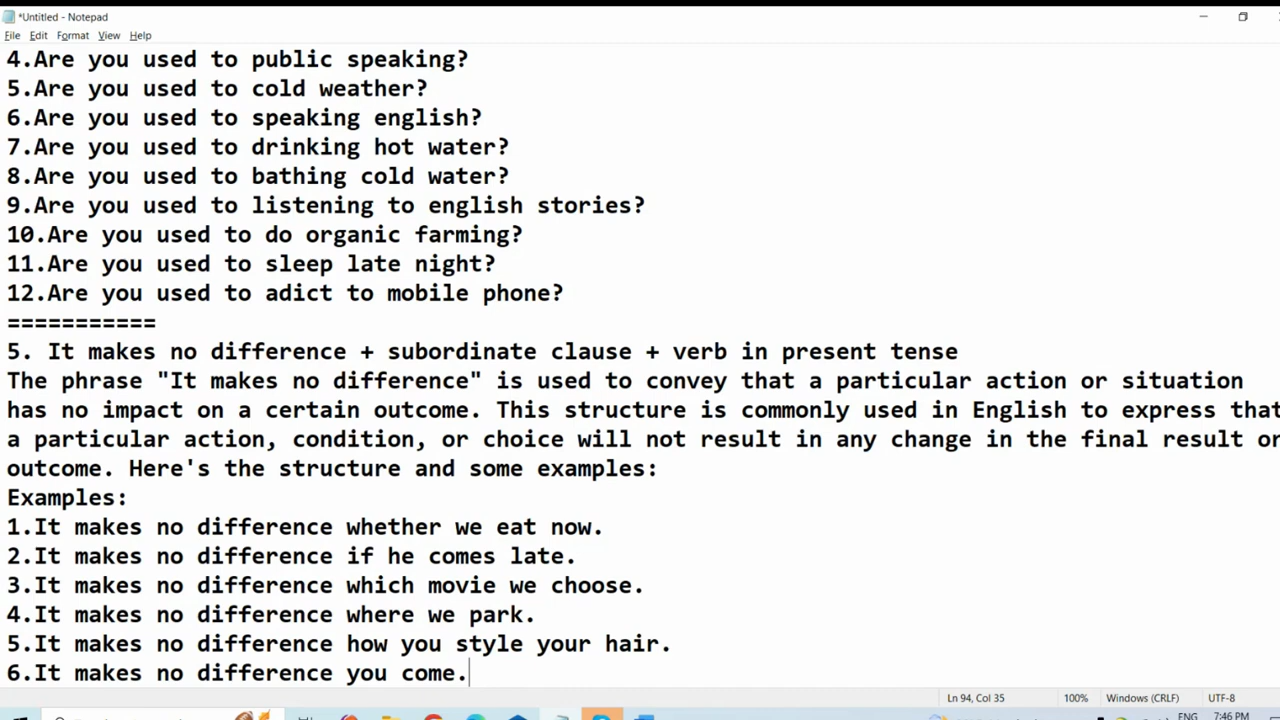 *Untitled - Notepad
File Edit Format View Help
4.Are you used to public speaking?
5.Are you used to cold weather?
6.Are you used to speaking english?
7.Are you used to drinking hot water?
8.Are you used to bathing cold water?
9.Are you used to listening to english stories?
10.Are you used to do organic farming?
11.Are you used to sleep late night?
12.Are you used to adict to mobile phone?
===========
5. It makes no difference + subordinate clause + verb in present tense
The phrase "It makes no difference" is used to convey that a particular action or situation
has no impact on a certain outcome. This structure is commonly used in English to express that
a particular action, condition, or choice will not result in any change in the final result or
outcome. Here's the structure and some examples:
Examples:
1.It makes no difference whether we eat now.
2.It makes no difference if he comes late.
3.It makes no difference which movie we choose.
4.It makes no difference where we park.
5.It makes no difference how you style your hair.
6.It makes no difference you come.
Ln 94, Col 35 100% Windows (CRLF) UTF-8
ENG 7:46 PM